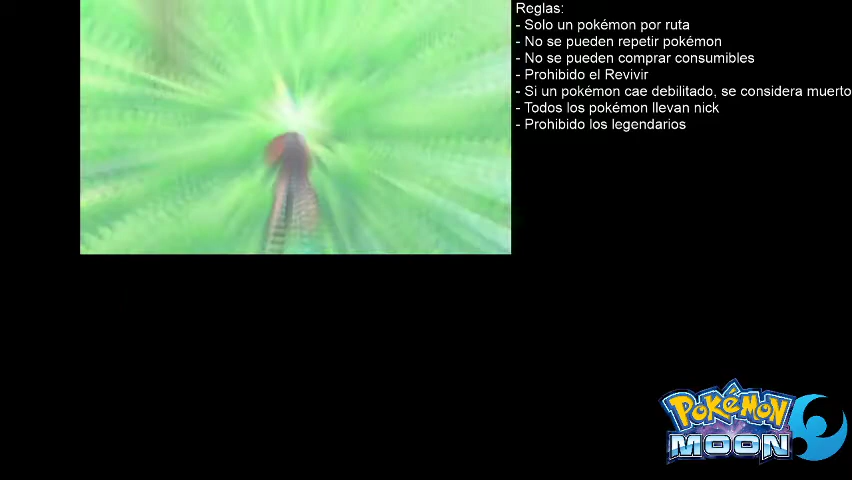 Reglas:
- Solo un pokémon por ruta
- No se pueden repetir pokémon
- No se pueden comprar consumibles
- Prohibido el Revivir
- Si un pokémon cae debilitado, se considera muerto
- Todos los pokémon llevan nick
- Prohibido los legendarios
POKéMON
MOON